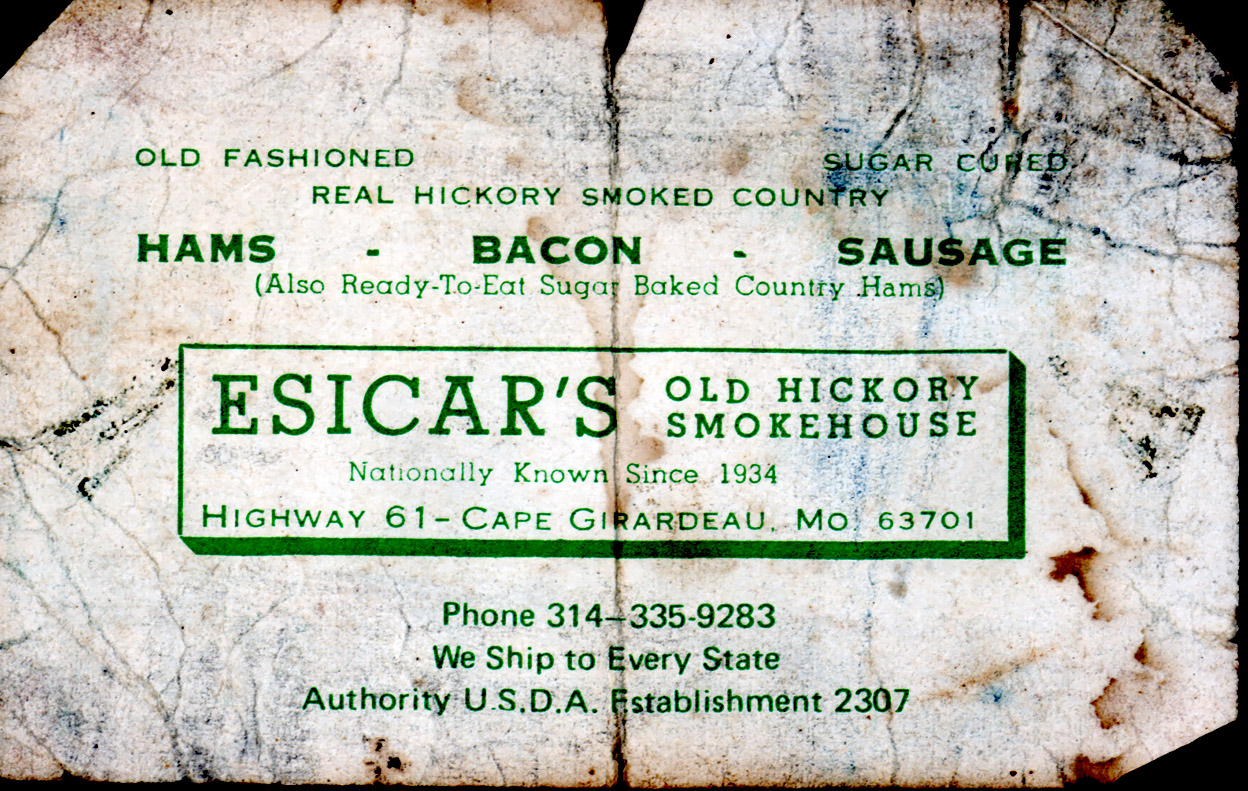 OLD FASHIONED SUGAR CURED
REAL HICKORY SMOKED COUNTRY
HAMS - BACON - SAUSAGE
(Also Ready-To-Eat Sugar Baked Country Hams)
ESICAR'S OLD HICKORY
SMOKEHOUSE
Nationally Known Since 1934
HIGHWAY 61-CAPE GIRARDEAU, MO. 63701
Phone 314-335-9283
We Ship to Every State
Authority U.S.D.A. Establishment 2307